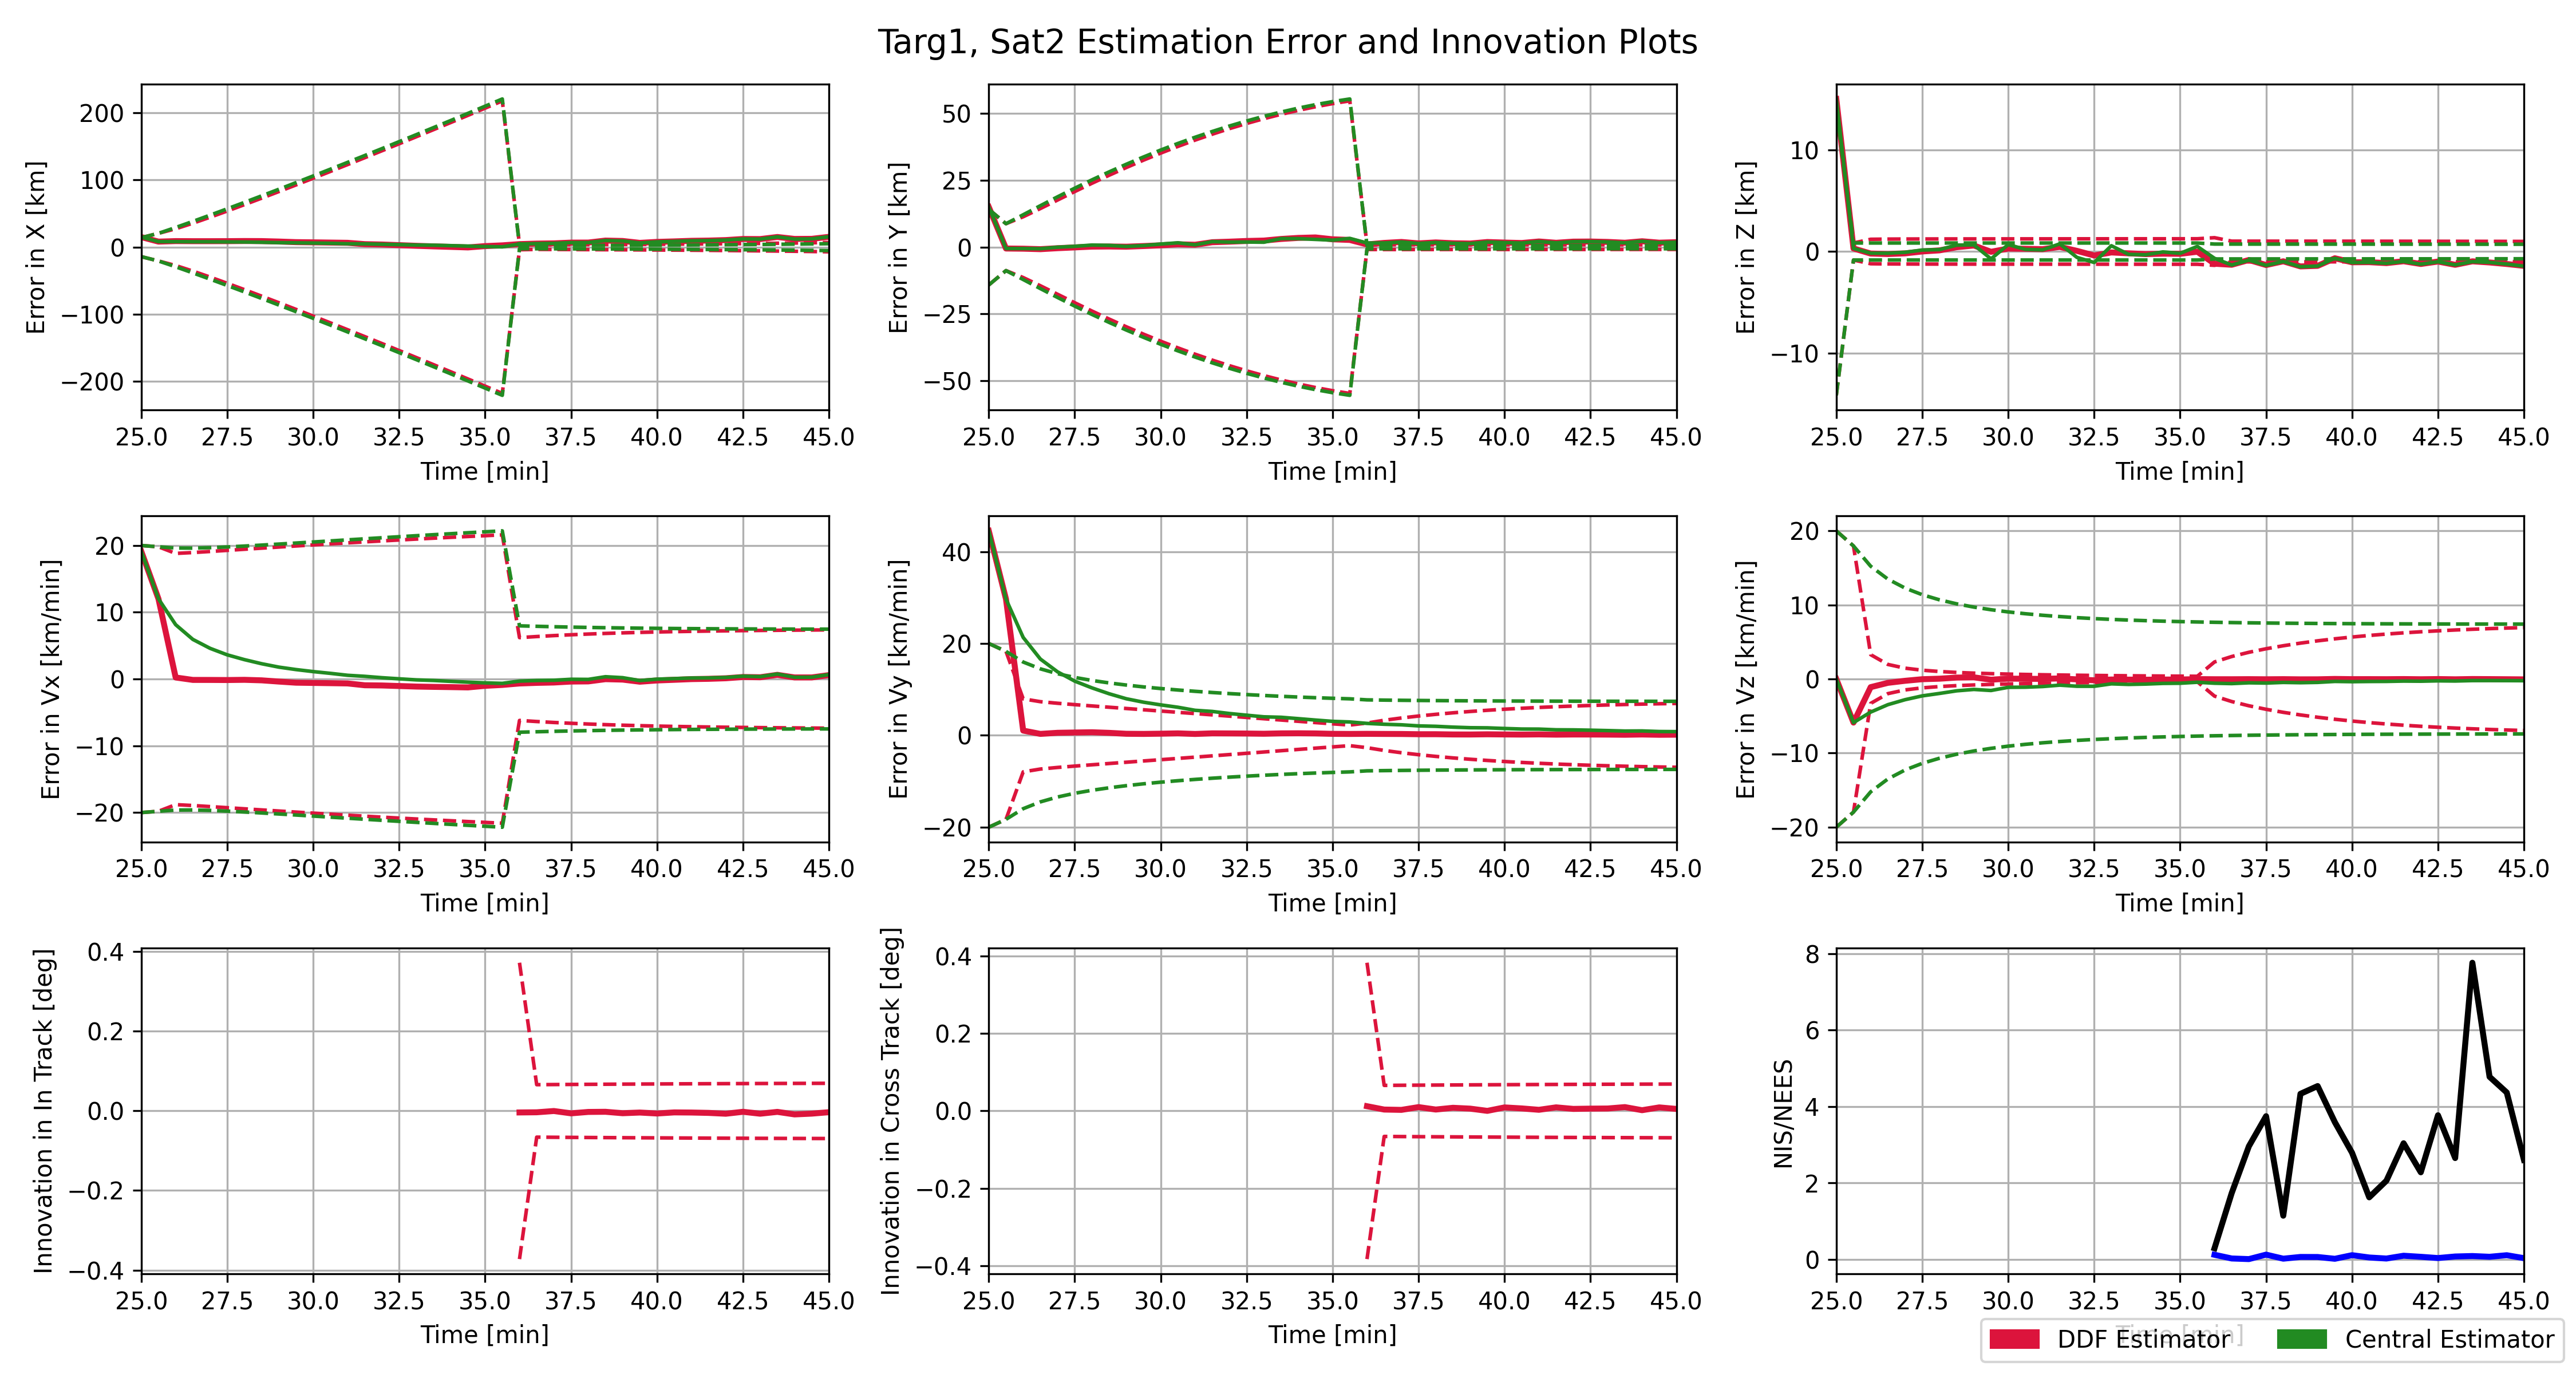 Targ1, Sat2 Estimation Error and Innovation Plots
Error in X [km]
200
100
0
−100
−200
25.0 27.5 30.0 32.5 35.0 37.5 40.0 42.5 45.0
Time [min]
Error in Y [km]
50
25
0
−25
−50
25.0 27.5 30.0 32.5 35.0 37.5 40.0 42.5 45.0
Time [min]
Error in Z [km]
10
0
−10
25.0 27.5 30.0 32.5 35.0 37.5 40.0 42.5 45.0
Time [min]
Error in Vx [km/min]
20
10
0
−10
−20
25.0 27.5 30.0 32.5 35.0 37.5 40.0 42.5 45.0
Time [min]
Error in Vy [km/min]
40
20
0
−20
25.0 27.5 30.0 32.5 35.0 37.5 40.0 42.5 45.0
Time [min]
Error in Vz [km/min]
20
10
0
−10
−20
25.0 27.5 30.0 32.5 35.0 37.5 40.0 42.5 45.0
Time [min]
Innovation in In Track [deg]
0.4
0.2
0.0
−0.2
−0.4
25.0 27.5 30.0 32.5 35.0 37.5 40.0 42.5 45.0
Time [min]
Innovation in Cross Track [deg]
0.4
0.2
0.0
−0.2
−0.4
25.0 27.5 30.0 32.5 35.0 37.5 40.0 42.5 45.0
Time [min]
NIS/NEES
8
6
4
2
0
25.0 27.5 30.0 32.5 35.0 37.5 40.0 42.5 45.0
Time [min]
DDF Estimator Central Estimator